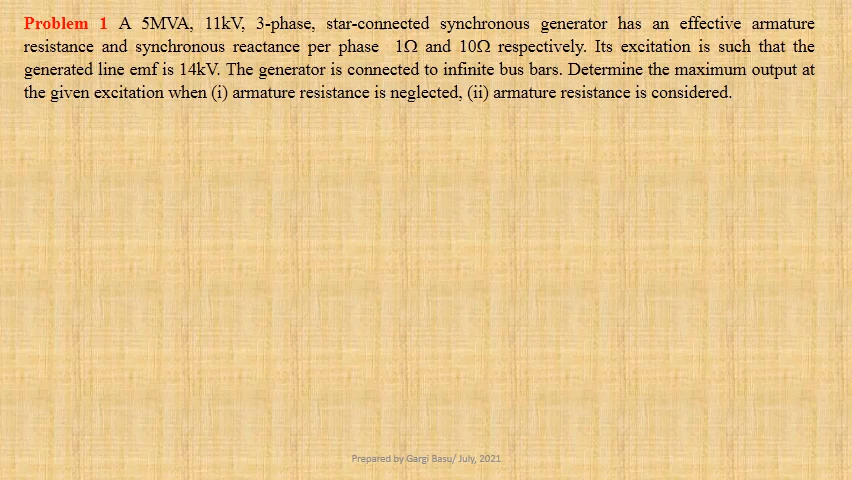 Problem 1 A 5MVA, 11kV, 3-phase, star-connected synchronous generator has an effective armature
resistance and synchronous reactance per phase 1Ω and 10Ω respectively. Its excitation is such that the
generated line emf is 14kV. The generator is connected to infinite bus bars. Determine the maximum output at
the given excitation when (i) armature resistance is neglected, (ii) armature resistance is considered.
Prepared by Gargi Basu/ July, 2021